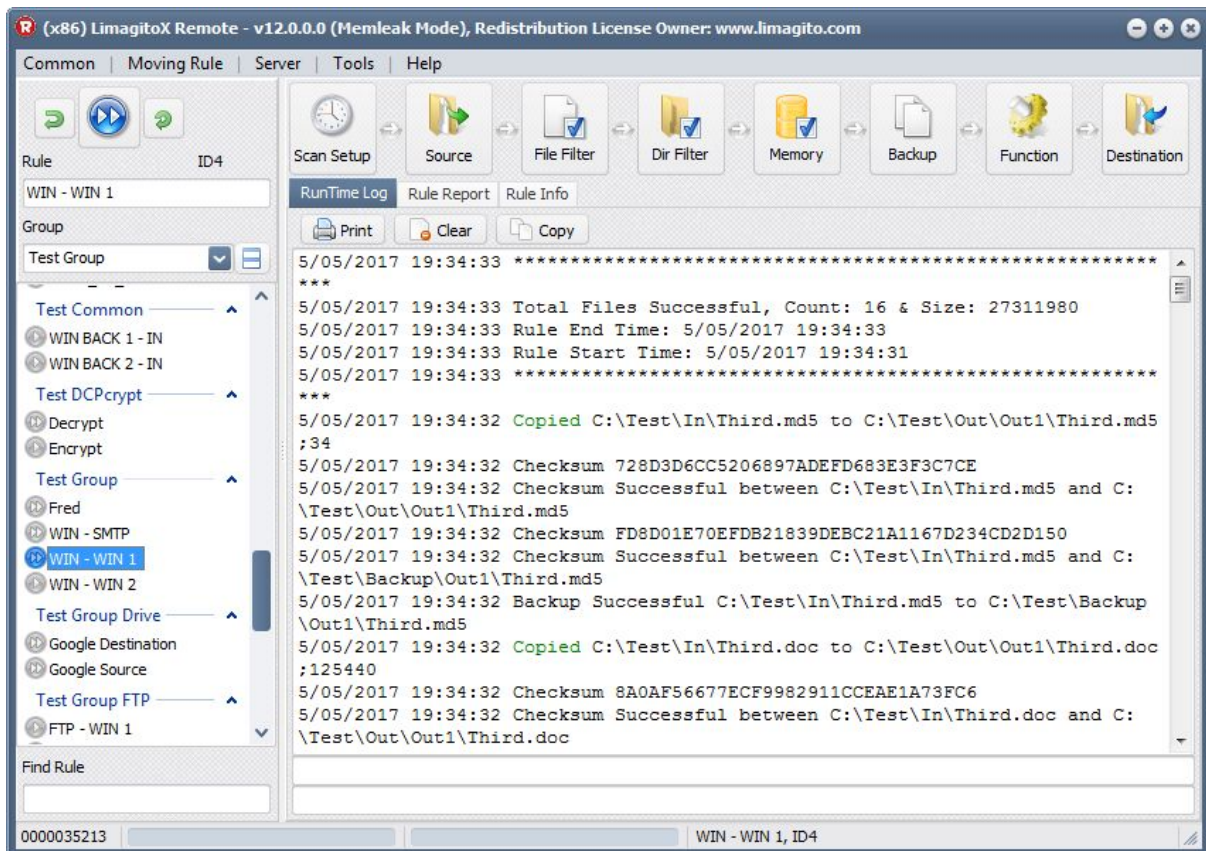 (x86) LimagitoX Remote - v12.0.0.0 (Memleak Mode), Redistribution License Owner: www.limagito.com
Common | Moving Rule | Server | Tools | Help
Rule ID4
WIN - WIN 1
Group
Test Group
Test Common
WIN BACK 1 - IN
WIN BACK 2 - IN
Test DCPcrypt
Decrypt
Encrypt
Test Group
Fred
WIN - SMTP
WIN - WIN 1
WIN - WIN 2
Test Group Drive
Google Destination
Google Source
Test Group FTP
FTP - WIN 1
Find Rule
Scan Setup Source File Filter Dir Filter Memory Backup Function Destination
RunTime Log Rule Report Rule Info
Print Clear Copy
5/05/2017 19:34:33 *********************************************************
***
5/05/2017 19:34:33 Total Files Successful, Count: 16 & Size: 27311980
5/05/2017 19:34:33 Rule End Time: 5/05/2017 19:34:33
5/05/2017 19:34:33 Rule Start Time: 5/05/2017 19:34:31
5/05/2017 19:34:33 *********************************************************
***
5/05/2017 19:34:32 Copied C:\Test\In\Third.md5 to C:\Test\Out\Out1\Third.md5
;34
5/05/2017 19:34:32 Checksum 728D3D6CC5206897ADEFD683E3F3C7CE
5/05/2017 19:34:32 Checksum Successful between C:\Test\In\Third.md5 and C:
\Test\Out\Out1\Third.md5
5/05/2017 19:34:32 Checksum FD8D01E70EFDB21839DEBC21A1167D234CD2D150
5/05/2017 19:34:32 Checksum Successful between C:\Test\In\Third.md5 and C:
\Test\Backup\Out1\Third.md5
5/05/2017 19:34:32 Backup Successful C:\Test\In\Third.md5 to C:\Test\Backup
\Out1\Third.md5
5/05/2017 19:34:32 Copied C:\Test\In\Third.doc to C:\Test\Out\Out1\Third.doc
;125440
5/05/2017 19:34:32 Checksum 8A0AF56677ECF9982911CCEAE1A73FC6
5/05/2017 19:34:32 Checksum Successful between C:\Test\In\Third.doc and C:
\Test\Out\Out1\Third.doc
0000035213 WIN - WIN 1, ID4